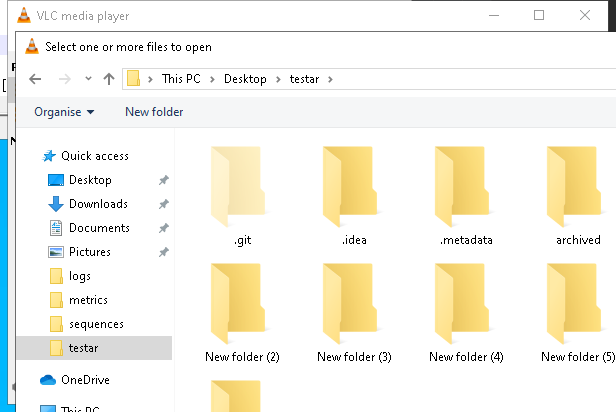 VLC media player
Select one or more files to open
This PC > Desktop > testar >
Organise New folder
Quick access
Desktop
Downloads
Documents
Pictures
logs
metrics
sequences
testar
OneDrive
This PC
.git .idea .metadata archived
New folder (2) New folder (3) New folder (4) New folder (5)